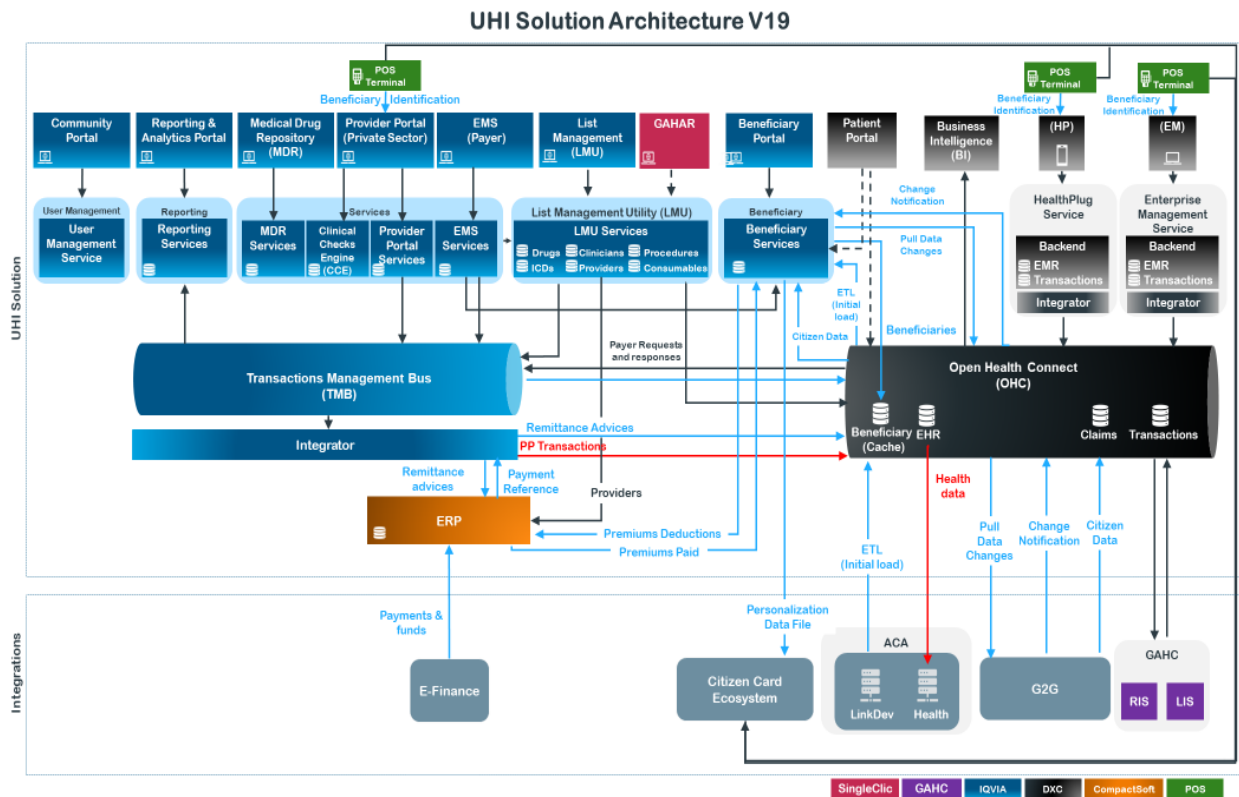 UHI Solution Architecture V19
POS
Terminal
POS
Terminal
POS
Terminal
Beneficiary Identification
Beneficiary
Identification
Beneficiary
Identification
Community
Portal
Reporting &
Analytics Portal
Medical Drug
Repository
(MDR)
Provider Portal
(Private Sector)
EMS
(Payer)
List
Management
(LMU)
GAHAR
Beneficiary
Portal
Patient
Portal
Business
Intelligence
(BI)
(HP)
(EM)
Change
Notification
HealthPlug
Service
Enterprise
Management
Service
User Management
User
Management
Service
Reporting
Reporting
Services
Services
MDR
Services
Clinical
Checks
Engine
(CCE)
Provider
Portal
Services
EMS
Services
List Management Utility (LMU)
LMU Services
Drugs
Clinicians
Procedures
ICDs
Providers
Consumables
Beneficiary
Beneficiary
Services
Pull Data
Changes
Backend
EMR
Transactions
Integrator
Backend
EMR
Transactions
Integrator
UHI Solution
ETL
(Initial
load)
Citizen Data
Beneficiaries
Payer Requests
and responses
Transactions Management Bus
(TMB)
Open Health Connect
(OHC)
Beneficiary
(Cache)
EHR
Claims
Transactions
Integrator
Remittance Advices
PP Transactions
Remittance
advices
Payment
Reference
Providers
ERP
Premiums Deductions
Premiums Paid
Health
data
ETL
(Initial load)
Pull
Data
Changes
Change
Notification
Citizen
Data
Integrations
Payments &
funds
Personalization
Data File
E-Finance
Citizen Card
Ecosystem
ACA
LinkDev
Health
G2G
GAHC
RIS
LIS
SingleClic
GAHC
IQVIA
DXC
CompactSoft
POS